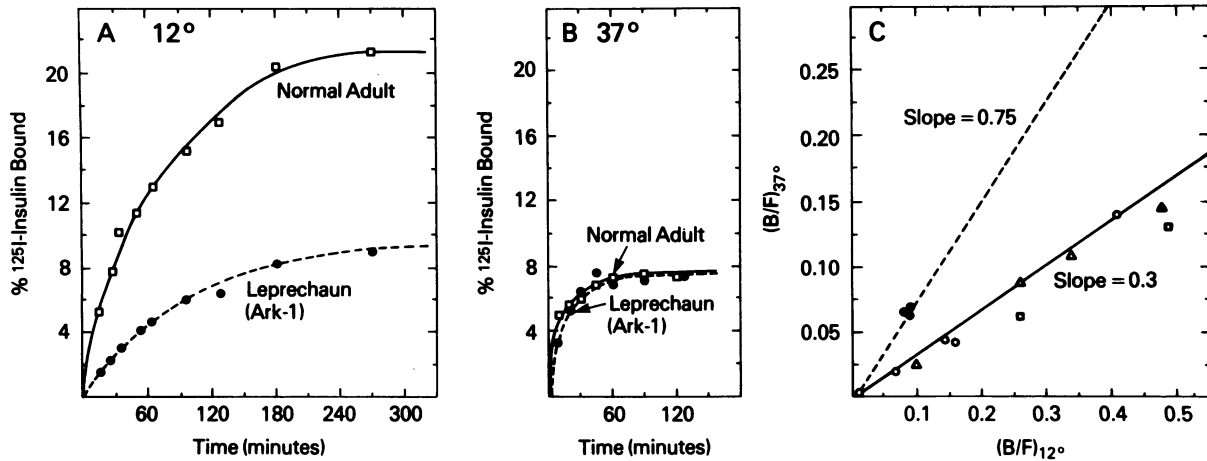 A 12°
% ¹²⁵I-Insulin Bound
20
16
12
8
4
Normal Adult
Leprechaun
(Ark-1)
60 120 180 240 300
Time (minutes)
B 37°
% ¹²⁵I-Insulin Bound
20
16
12
8
4
Normal Adult
Leprechaun
(Ark-1)
60 120
Time (minutes)
C
(B/F)37°
0.25
0.20
0.15
0.10
0.05
Slope = 0.75
Slope = 0.3
0.1 0.2 0.3 0.4 0.5
(B/F)12°